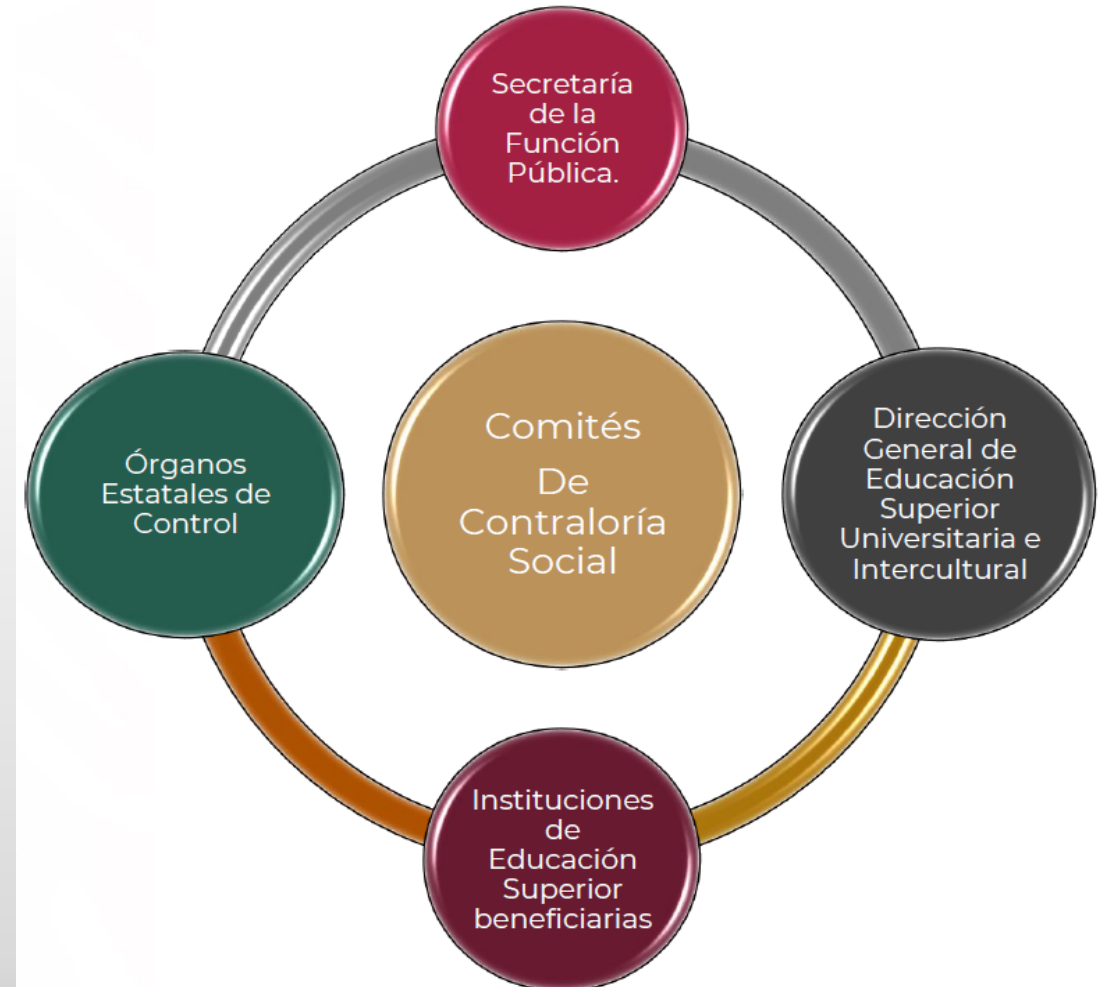 Secretaría
de la
Función
Pública.
Comités
De
Contraloría
Social
Órganos
Estatales de
Control
Dirección
General de
Educación
Superior
Universitaria e
Intercultural
Instituciones
de
Educación
Superior
beneficiarias